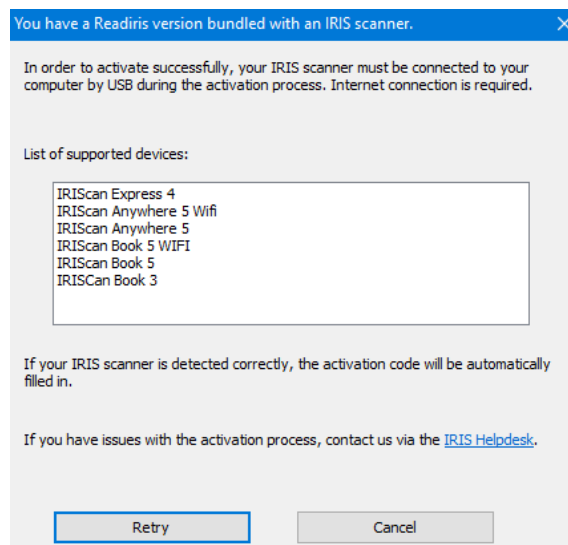 You have a Readiris version bundled with an IRIS scanner.
In order to activate successfully, your IRIS scanner must be connected to your
computer by USB during the activation process. Internet connection is required.
List of supported devices:
IRIScan Express 4
IRIScan Anywhere 5 Wifi
IRIScan Anywhere 5
IRIScan Book 5 WIFI
IRIScan Book 5
IRISCan Book 3
If your IRIS scanner is detected correctly, the activation code will be automatically
filled in.
If you have issues with the activation process, contact us via the IRIS Helpdesk.
Retry
Cancel